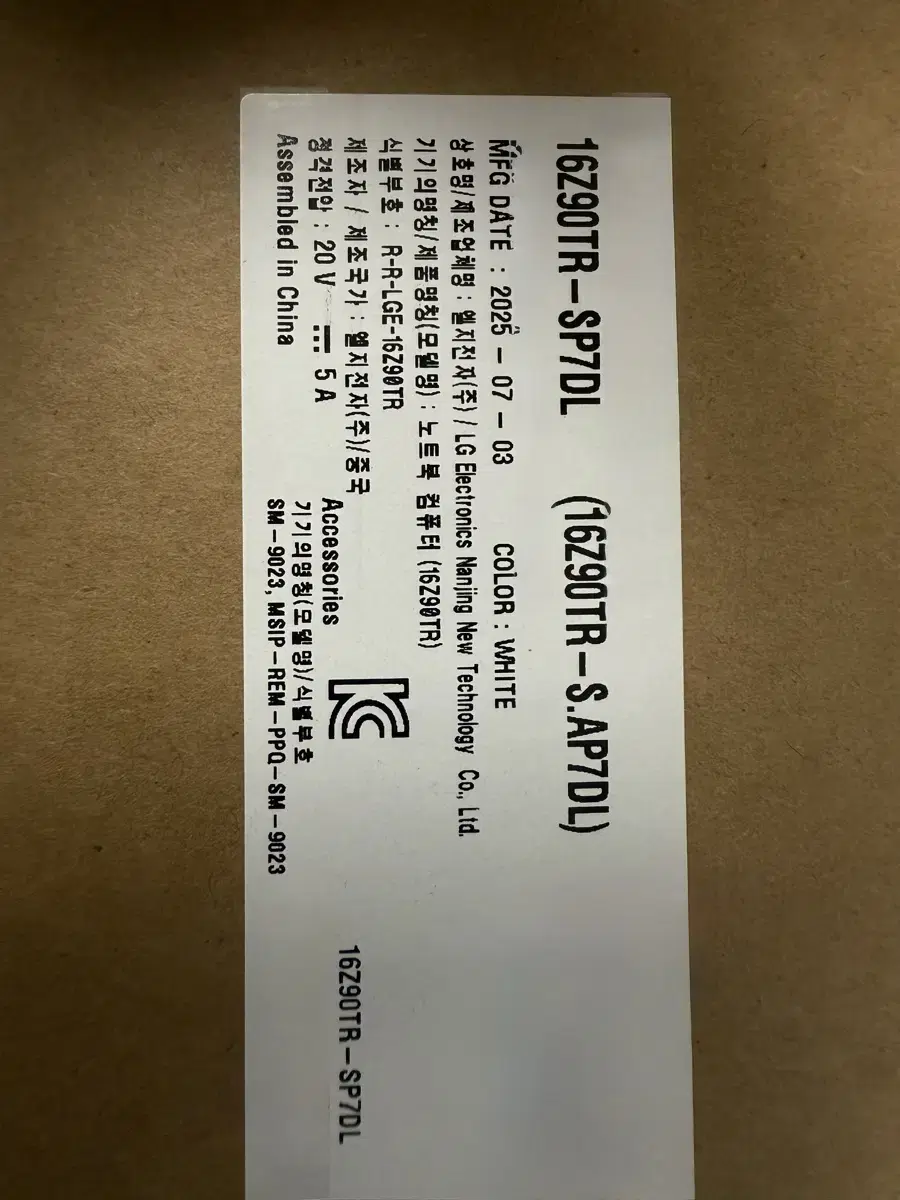 16Z90TR-SP7DL (16Z90TR-S.AP7DL)
MFG DATE : 2025 - 07 - 03 COLOR : WHITE
상호명/제조업체명 : 엘지전자(주) / LG Electronics Nanjing New Technology Co., Ltd.
기기의명칭/제품명칭(모델명) : 노트북 컴퓨터 (16Z90TR)
식별부호 : R-R-LGE-16Z90TR
제조자 / 제조국가 : 엘지전자(주)/중국
정격전압 : 20 V ⎓ 5 A
Assembled in China
Accessories
기기의명칭(모델명)/식별부호
SM-9023, MSIP-REM-PPQ-SM-9023
16Z90TR-SP7DL